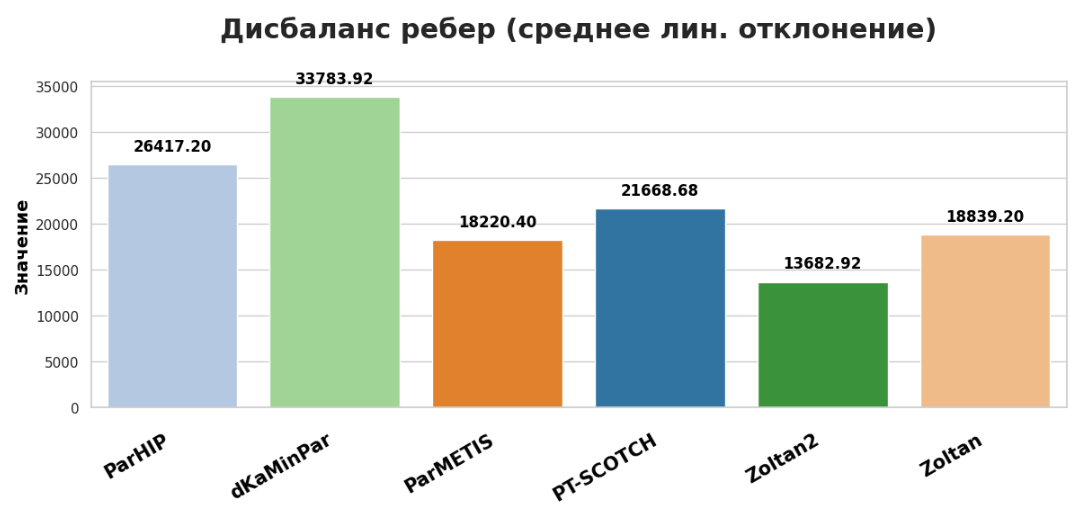 Дисбаланс ребер (среднее лин. отклонение)
Значение
35000
30000
25000
20000
15000
10000
5000
0
26417.20
33783.92
18220.40
21668.68
13682.92
18839.20
ParHIP
dKaMinPar
ParMETIS
PT-SCOTCH
Zoltan2
Zoltan